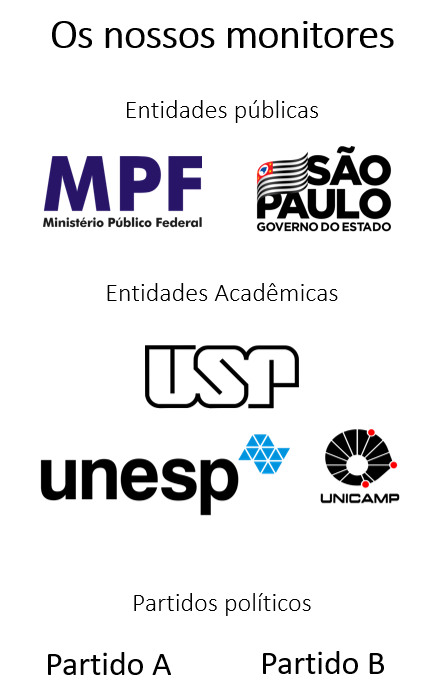 Os nossos monitores
Entidades públicas
MPF
Ministério Público Federal
SÃO
PAULO
GOVERNO DO ESTADO
Entidades Acadêmicas
USP
unesp
UNICAMP
Partidos políticos
Partido A
Partido B